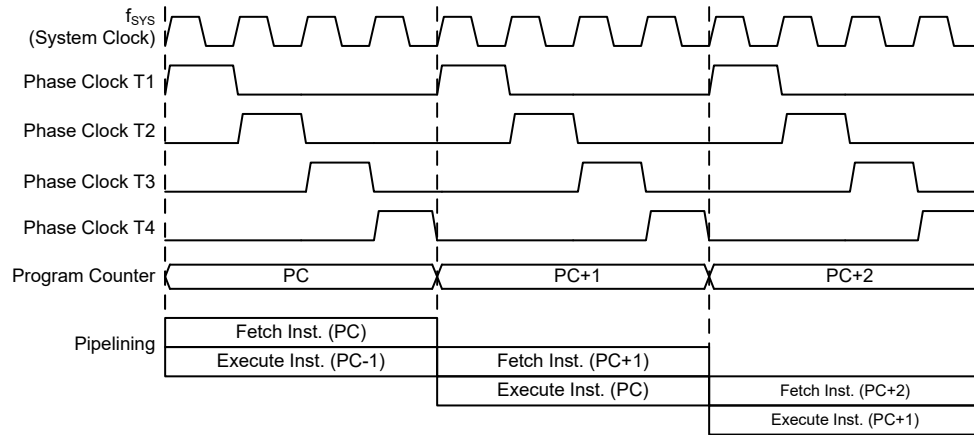 fSYS
(System Clock)
Phase Clock T1
Phase Clock T2
Phase Clock T3
Phase Clock T4
Program Counter PC PC+1 PC+2
Pipelining
Fetch Inst. (PC)
Execute Inst. (PC-1) Fetch Inst. (PC+1)
Execute Inst. (PC) Fetch Inst. (PC+2)
Execute Inst. (PC+1)